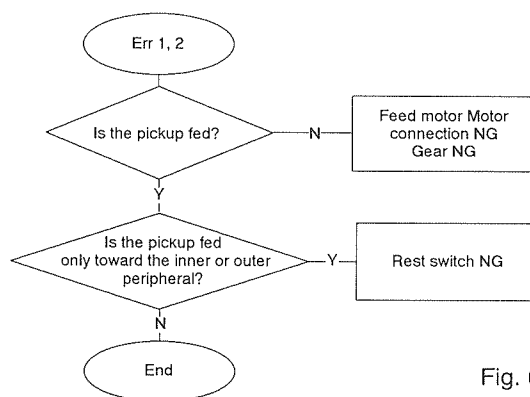 Err 1, 2
Is the pickup fed?
N
Feed motor Motor
connection NG
Gear NG
Y
Is the pickup fed
only toward the inner or outer
peripheral?
Y
Rest switch NG
N
End
Fig.